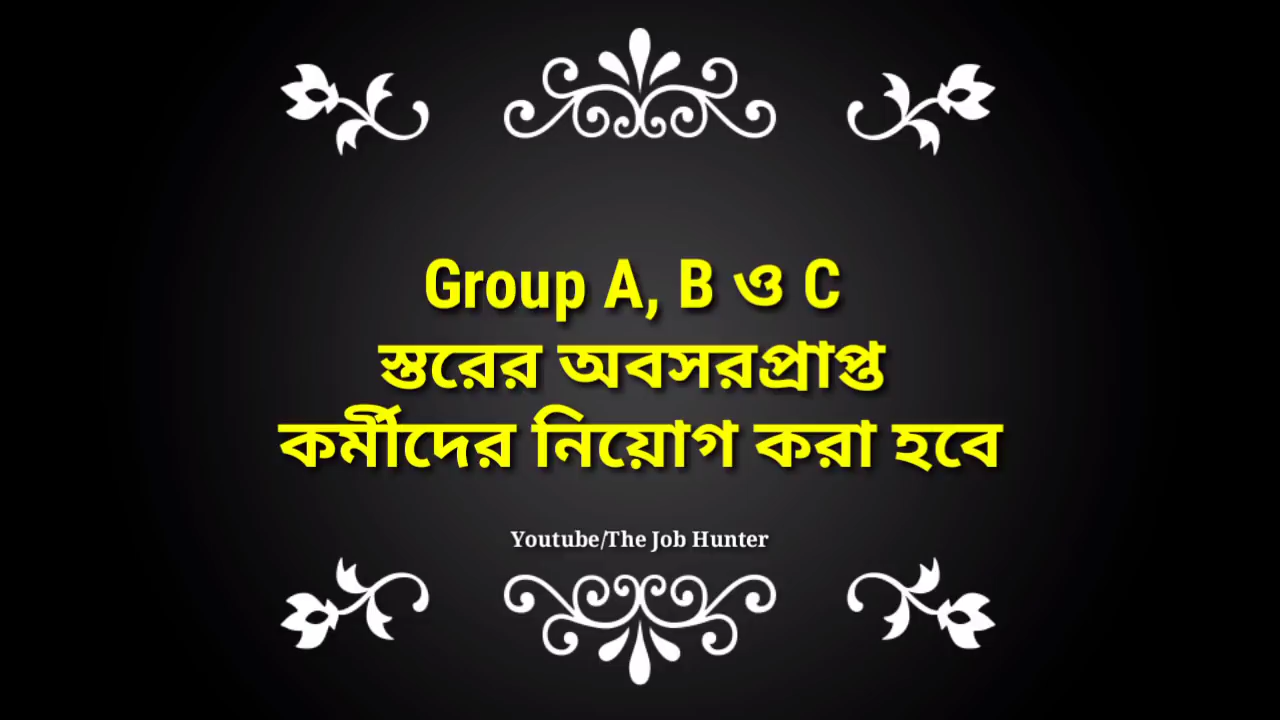 Group A, B ও C
স্তরের অবসরপ্রাপ্ত
কর্মীদের নিয়োগ করা হবে
Youtube/The Job Hunter